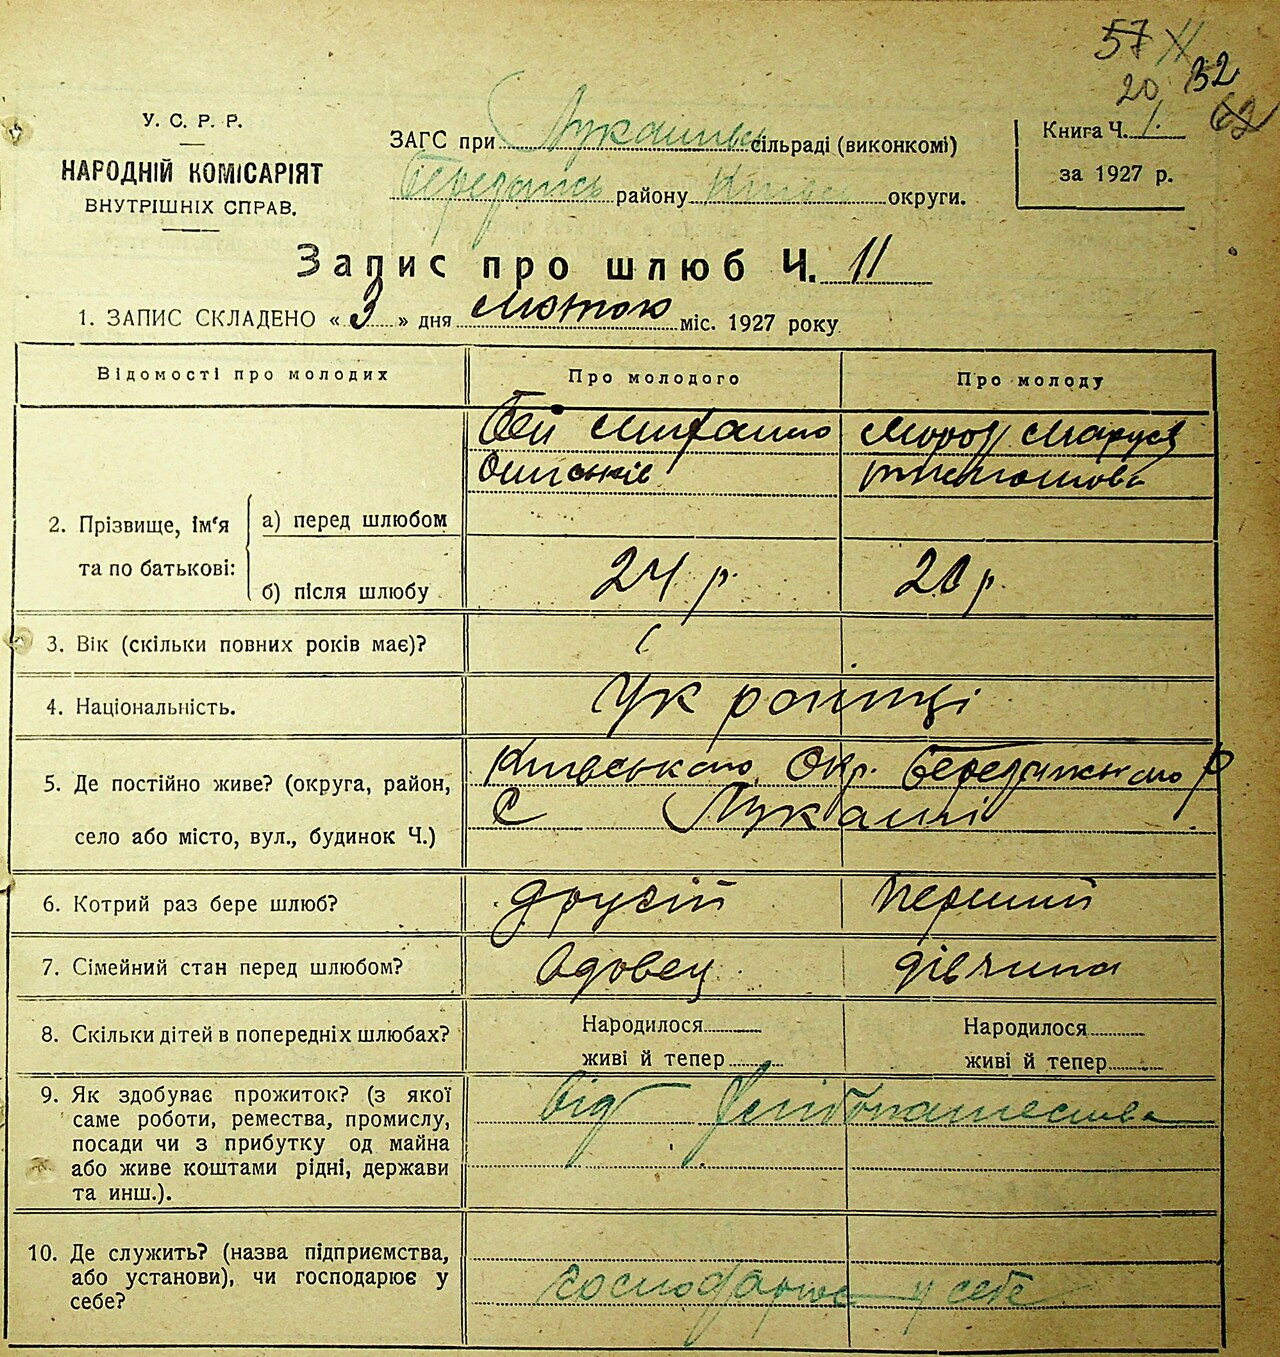 57
20 32
62
У. С. Р. Р.
НАРОДНІЙ КОМІСАРІЯТ
ВНУТРІШНІХ СПРАВ.
ЗАГС при Лукашівс сільраді (виконкомі)
району округи.
Книга Ч. 1.
за 1927 р.
Запис про шлюб Ч. 11
1. ЗАПИС СКЛАДЕНО « 3 » дня лютого міс. 1927 року
Відомості про молодих Про молодого Про молоду
Мороз Маруся
2. Прізвище, ім'я та по батькові:
а) перед шлюбом
б) після шлюбу
24 р. 20 р.
3. Вік (скільки повних років має)?
4. Національність. Українці
5. Де постійно живе? (округа, район,
село або місто, вул., будинок Ч.)
Київського Окр. Березанського р
С Лукаші
6. Котрий раз бере шлюб? другій перший
7. Сімейний стан перед шлюбом? вдовец дівчина
8. Скільки дітей в попередніх шлюбах? Народилося Народилося
живі й тепер живі й тепер
9. Як здобуває прожиток? (з якої
саме роботи, ремества, промислу,
посади чи з прибутку од майна
або живе коштами рідні, держави
та инш.).
від
10. Де служить? (назва підприємства,
або установи), чи господарює у
себе?
господарює у себе